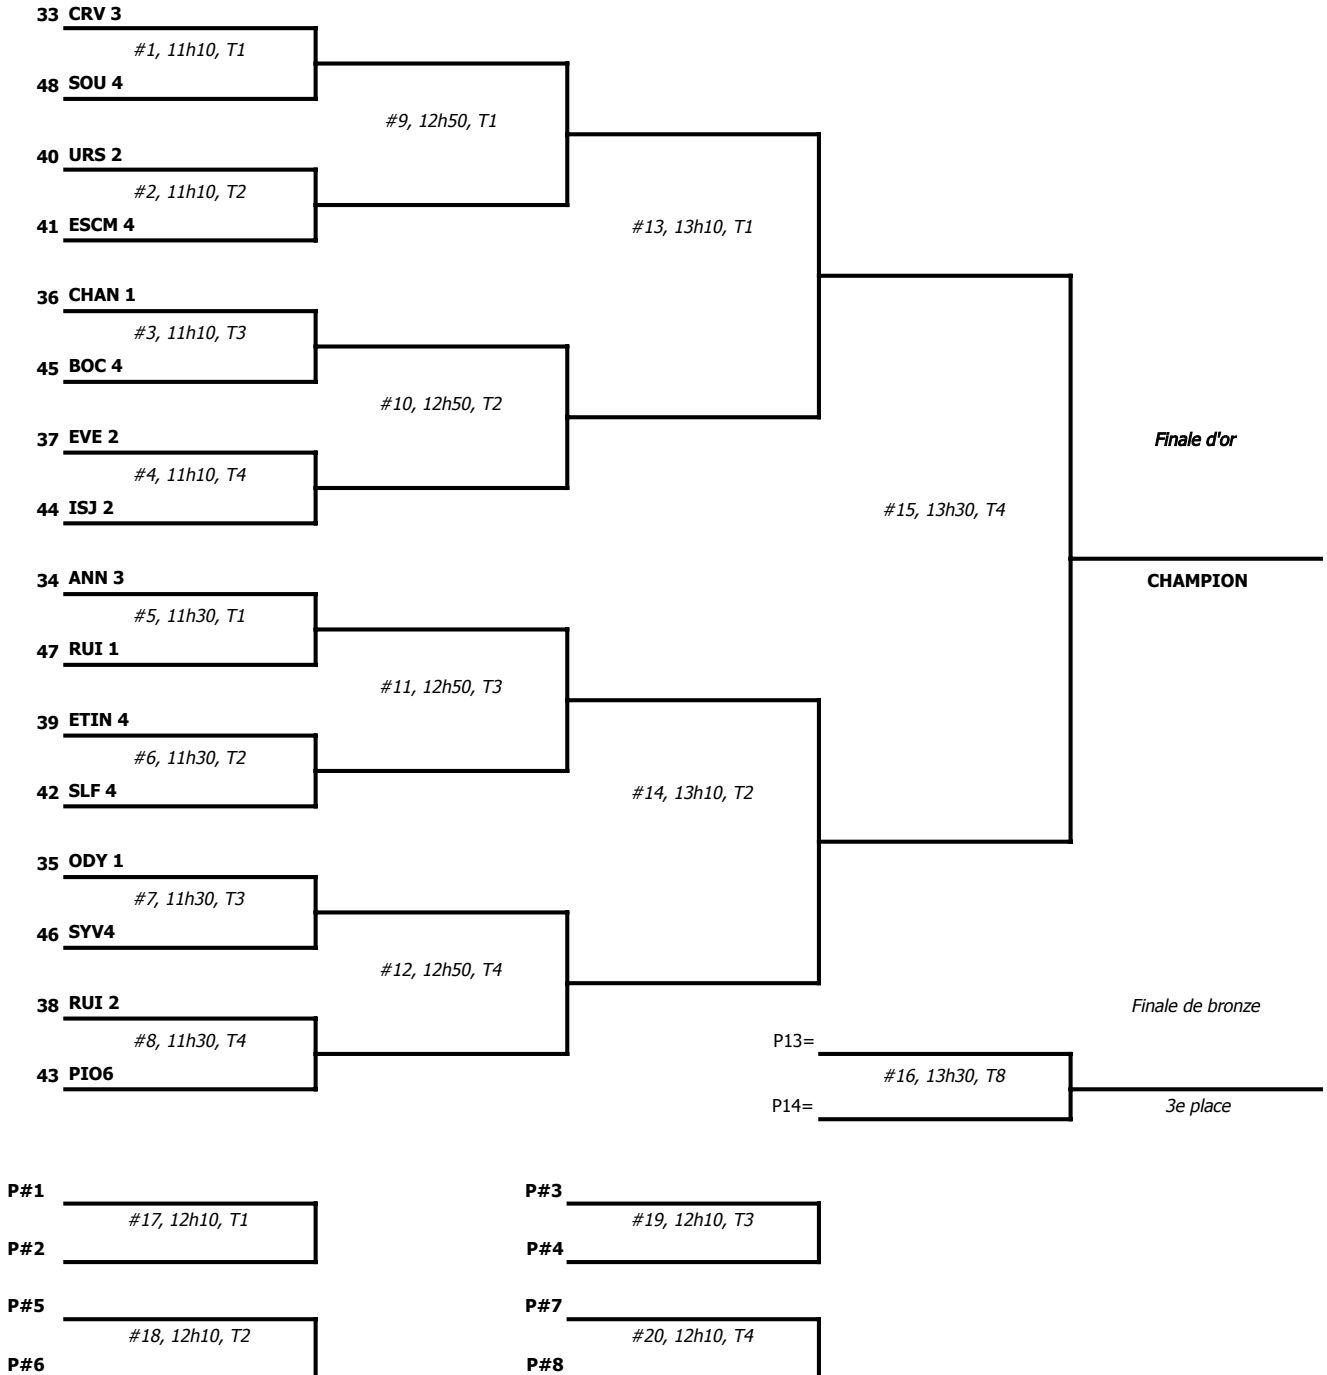 33 CRV 3
#1, 11h10, T1
48 SOU 4
#9, 12h50, T1
40 URS 2
#2, 11h10, T2
41 ESCM 4
#13, 13h10, T1
36 CHAN 1
#3, 11h10, T3
45 BOC 4
#10, 12h50, T2
37 EVE 2
Finale d'or
#4, 11h10, T4
44 ISJ 2
#15, 13h30, T4
34 ANN 3
CHAMPION
#5, 11h30, T1
47 RUI 1
#11, 12h50, T3
39 ETIN 4
#6, 11h30, T2
42 SLF 4
#14, 13h10, T2
35 ODY 1
#7, 11h30, T3
46 SYV4
#12, 12h50, T4
38 RUI 2
Finale de bronze
#8, 11h30, T4
P13=
43 PIO6
#16, 13h30, T8
P14=
3e place
P#1
P#3
#17, 12h10, T1
#19, 12h10, T3
P#2
P#4
P#5
P#7
#18, 12h10, T2
#20, 12h10, T4
P#6
P#8